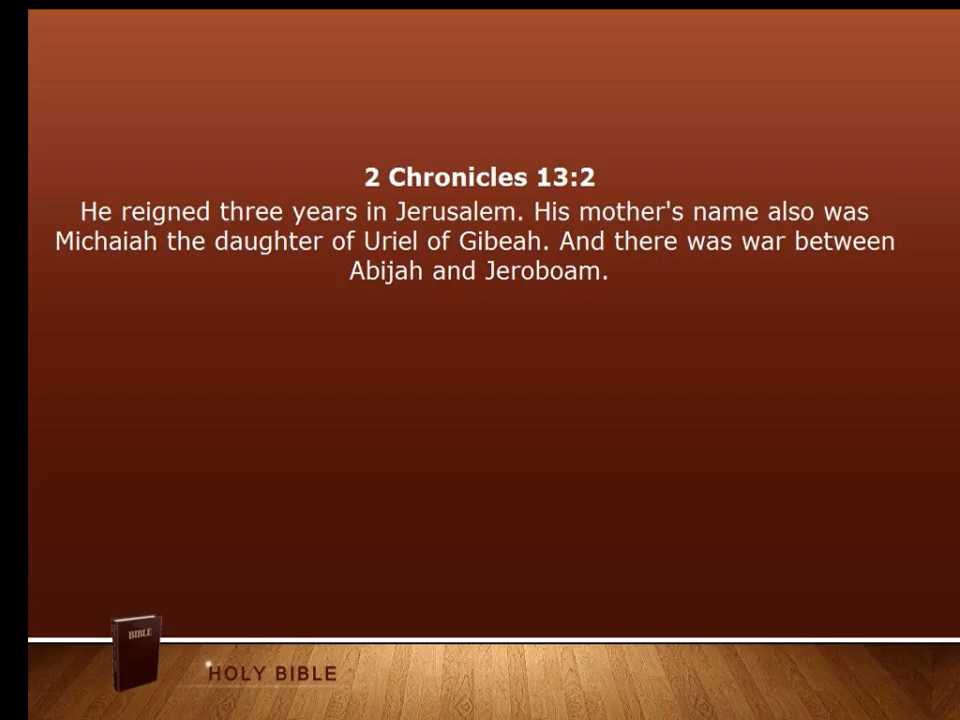 2 Chronicles 13:2
He reigned three years in Jerusalem. His mother's name also was
Michaiah the daughter of Uriel of Gibeah. And there was war between
Abijah and Jeroboam.
BIBLE
HOLY BIBLE